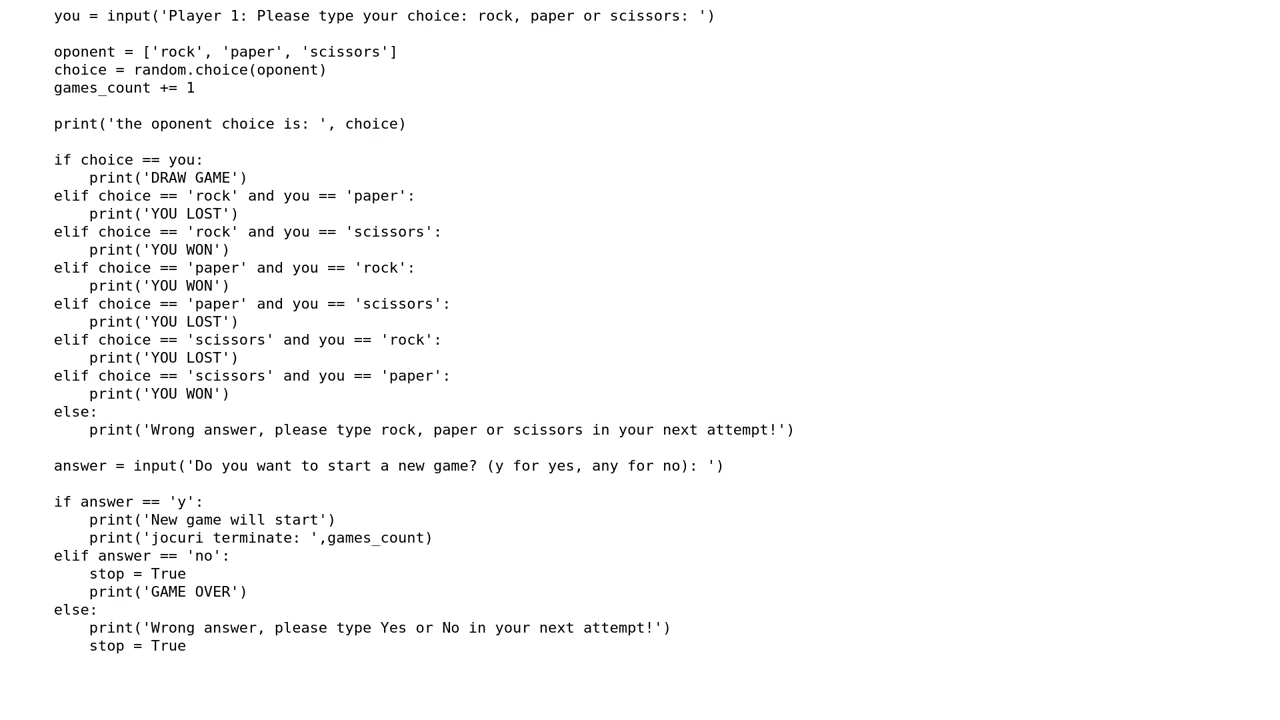 you = input('Player 1: Please type your choice: rock, paper or scissors: ')
oponent = ['rock', 'paper', 'scissors']
choice = random.choice(oponent)
games_count += 1
print('the oponent choice is: ', choice)
if choice == you:
    print('DRAW GAME')
elif choice == 'rock' and you == 'paper':
    print('YOU LOST')
elif choice == 'rock' and you == 'scissors':
    print('YOU WON')
elif choice == 'paper' and you == 'rock':
    print('YOU WON')
elif choice == 'paper' and you == 'scissors':
    print('YOU LOST')
elif choice == 'scissors' and you == 'rock':
    print('YOU LOST')
elif choice == 'scissors' and you == 'paper':
    print('YOU WON')
else:
    print('Wrong answer, please type rock, paper or scissors in your next attempt!')
answer = input('Do you want to start a new game? (y for yes, any for no): ')
if answer == 'y':
    print('New game will start')
    print('jocuri terminate: ',games_count)
elif answer == 'no':
    stop = True
    print('GAME OVER')
else:
    print('Wrong answer, please type Yes or No in your next attempt!')
    stop = True